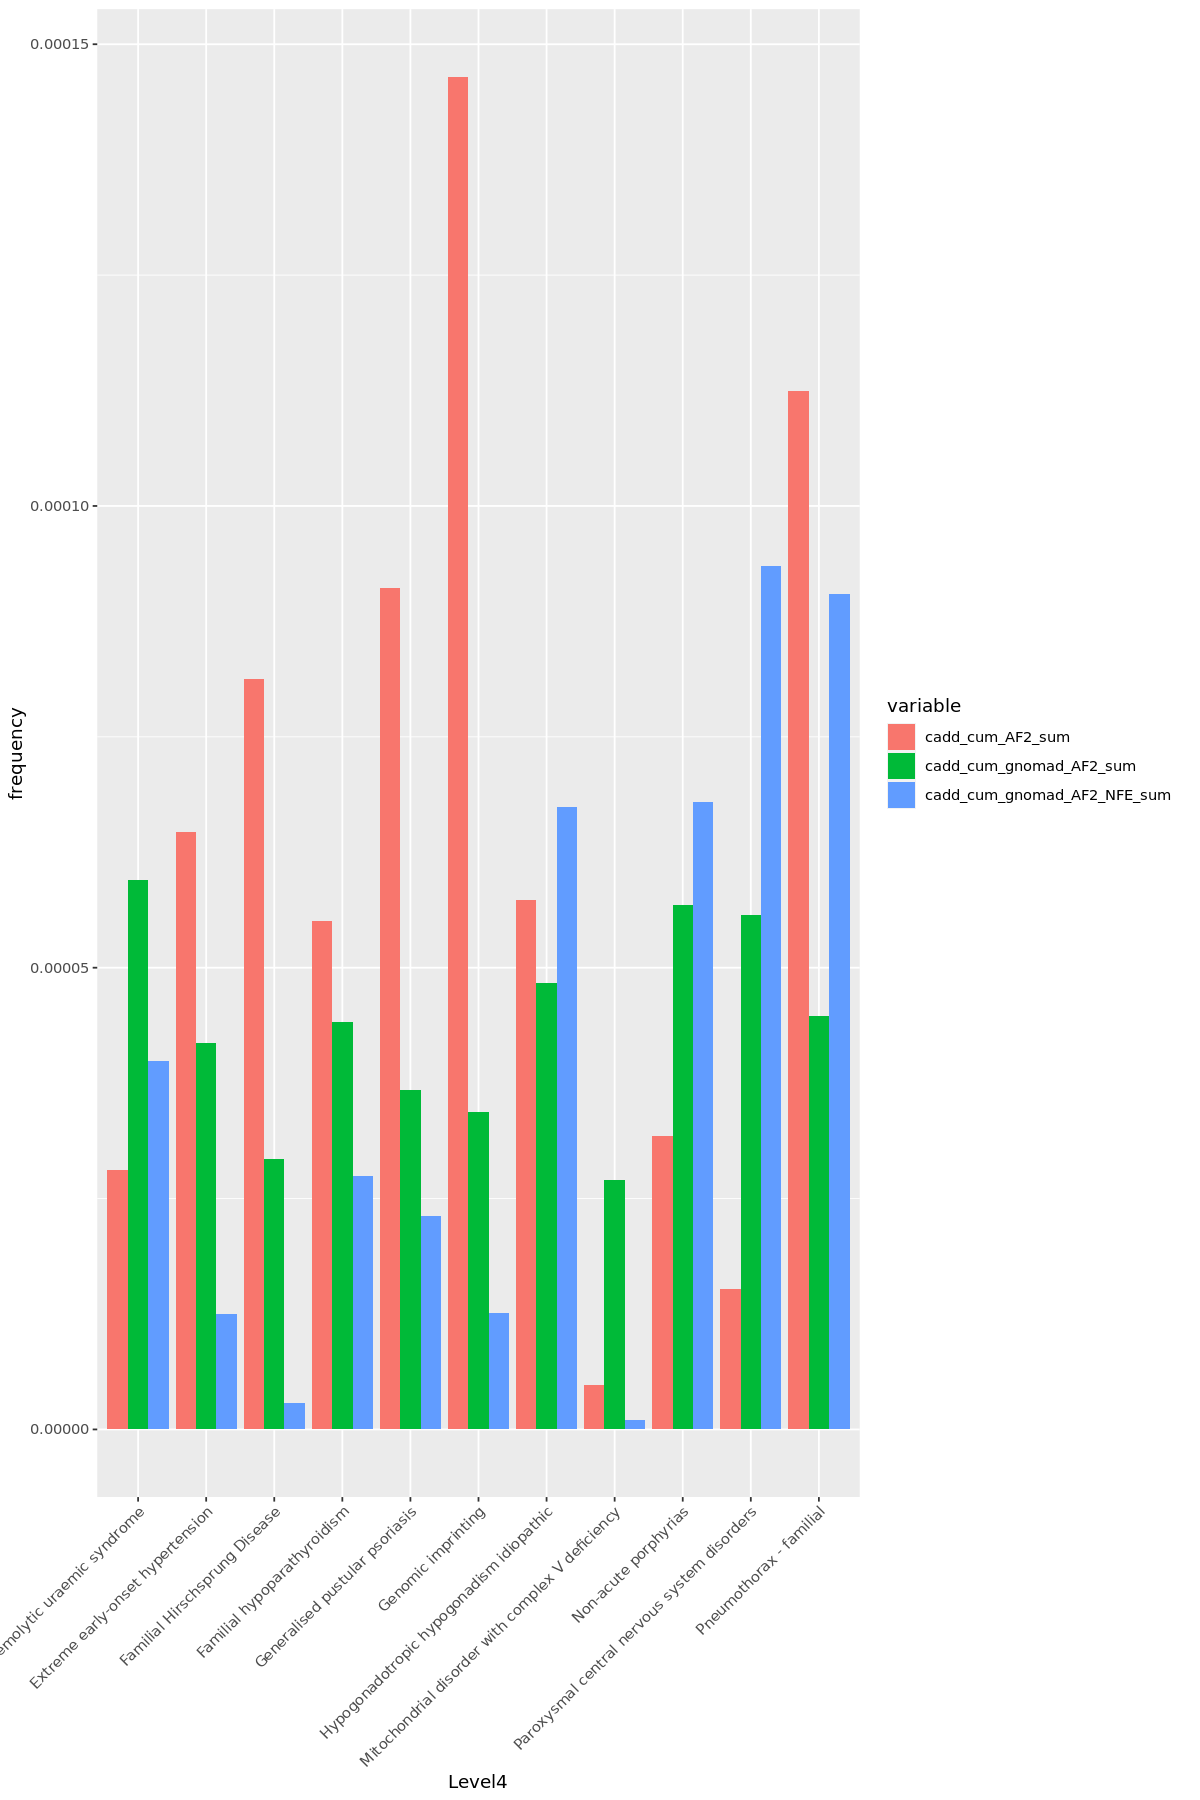 0.00015
0.00010
0.00005
0.00000
frequency
variable
cadd_cum_AF2_sum
cadd_cum_gnomad_AF2_sum
cadd_cum_gnomad_AF2_NFE_sum
uraemic syndrome
Extreme early-onset hypertension
Familial Hirschsprung Disease
Familial hypoparathyroidism
Generalised pustular psoriasis
Genomic imprinting
Hypogonadotropic hypogonadism idiopathic
Mitochondrial disorder with complex V deficiency
Non-acute porphyrias
Paroxysmal central nervous system disorders
Pneumothorax - familial
Level4